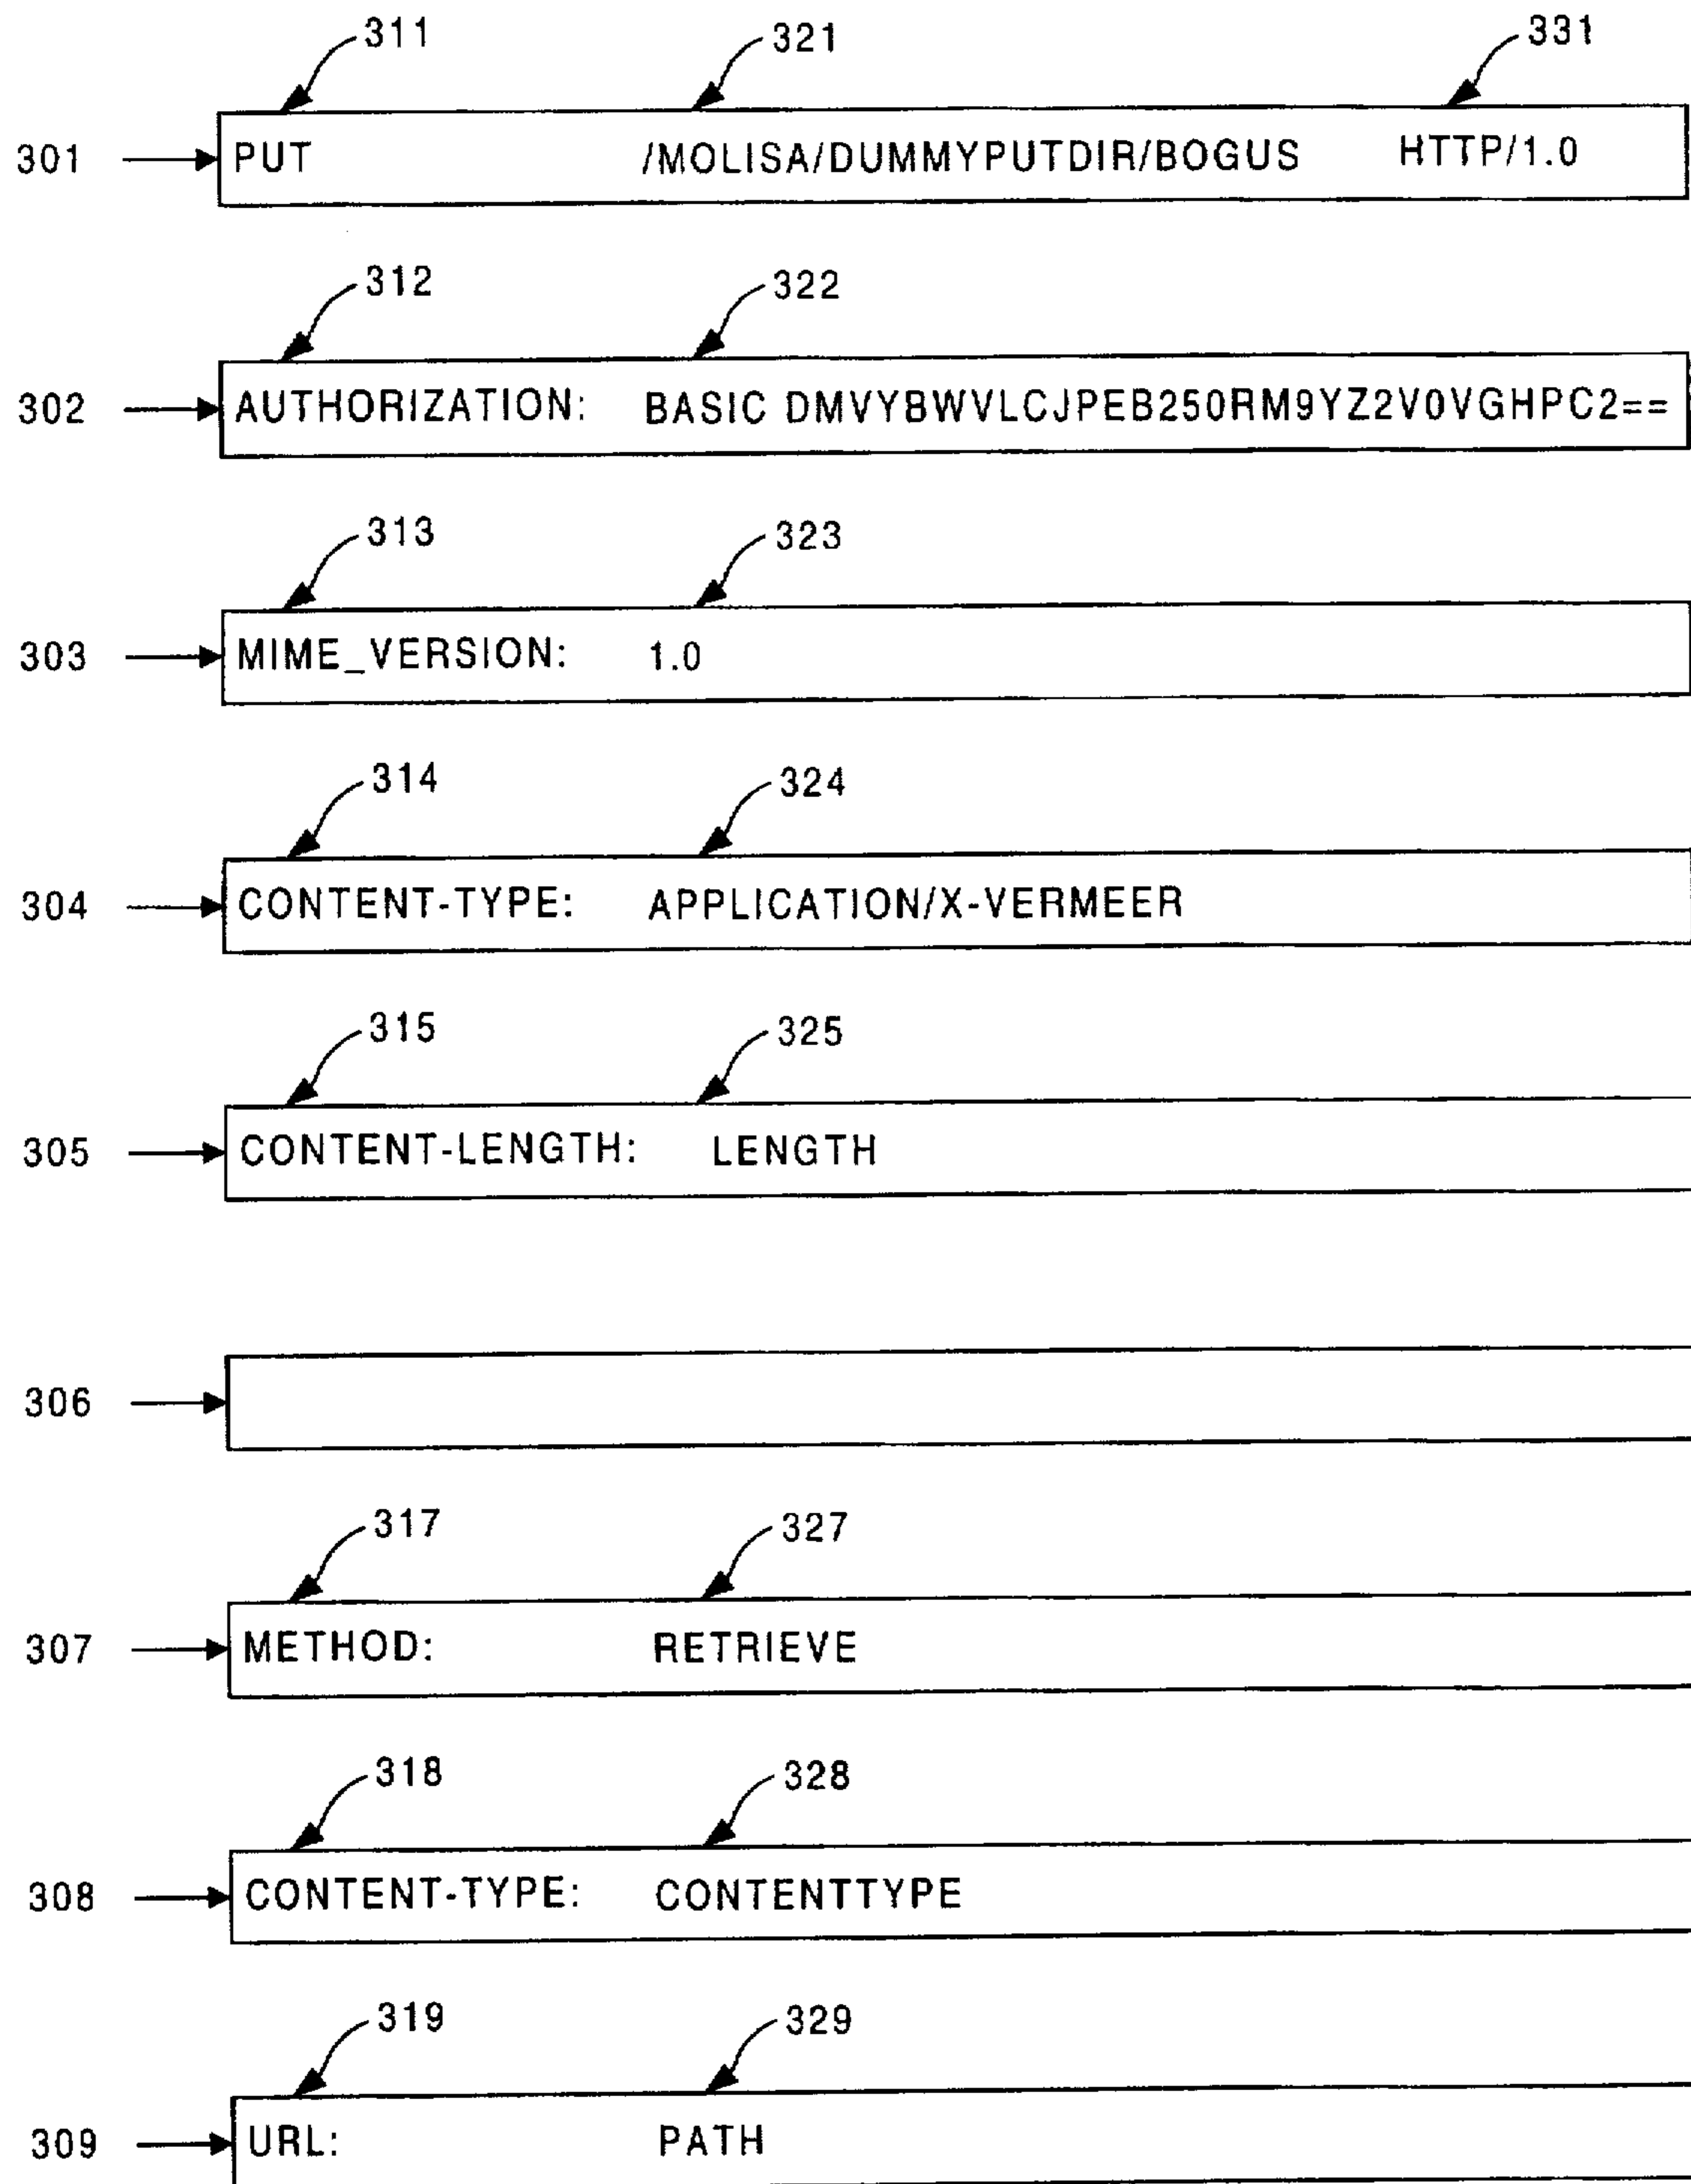 311 321 331
301 PUT /MOLISA/DUMMYPUTDIR/BOGUS HTTP/1.0
312 322
302 AUTHORIZATION: BASIC DMVYBWVLCJPEB250RM9YZ2V0VGHPC2==
313 323
303 MIME_VERSION: 1.0
314 324
304 CONTENT-TYPE: APPLICATION/X-VERMEER
315 325
305 CONTENT-LENGTH: LENGTH
306
317 327
307 METHOD: RETRIEVE
318 328
308 CONTENT-TYPE: CONTENTTYPE
319 329
309 URL: PATH